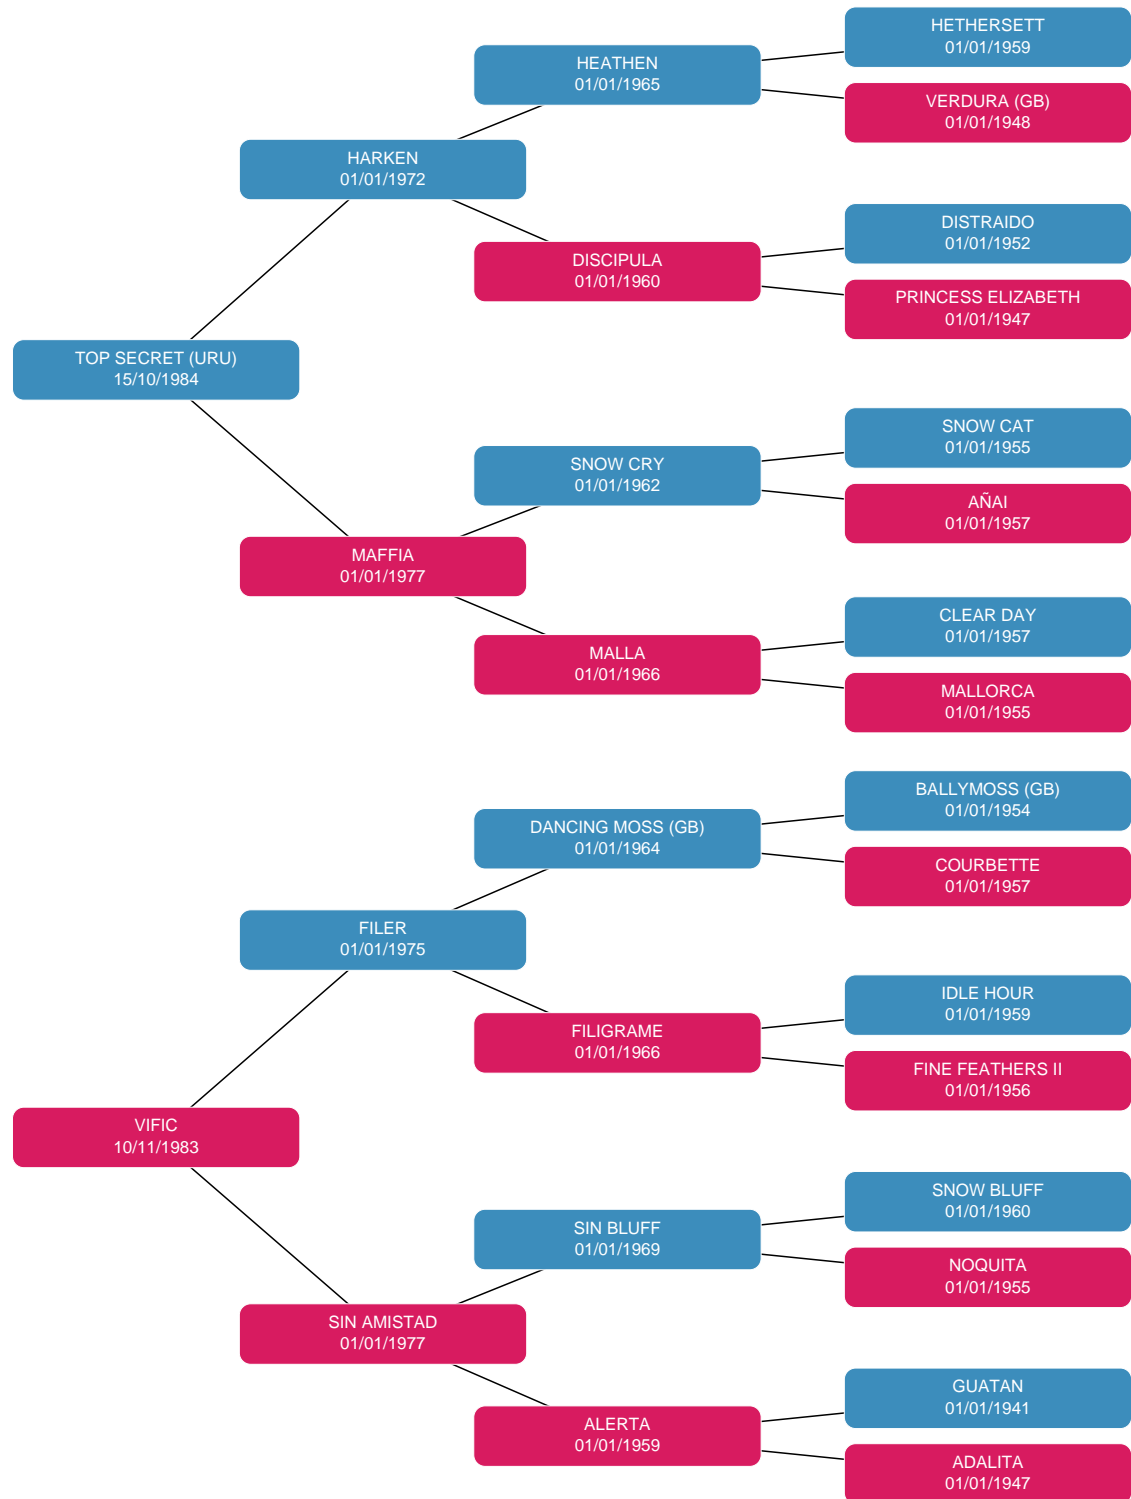 HETHERSETT
01/01/1959
HEATHEN
01/01/1965
VERDURA (GB)
01/01/1948
HARKEN
01/01/1972
DISTRAIDO
01/01/1952
DISCIPULA
01/01/1960
PRINCESS ELIZABETH
01/01/1947
TOP SECRET (URU)
15/10/1984
SNOW CAT
01/01/1955
SNOW CRY
01/01/1962
AÑAI
01/01/1957
MAFFIA
01/01/1977
CLEAR DAY
01/01/1957
MALLA
01/01/1966
MALLORCA
01/01/1955
BALLYMOSS (GB)
01/01/1954
DANCING MOSS (GB)
01/01/1964
COURBETTE
01/01/1957
FILER
01/01/1975
IDLE HOUR
01/01/1959
FILIGRAME
01/01/1966
FINE FEATHERS II
01/01/1956
VIFIC
10/11/1983
SNOW BLUFF
01/01/1960
SIN BLUFF
01/01/1969
NOQUITA
01/01/1955
SIN AMISTAD
01/01/1977
GUATAN
01/01/1941
ALERTA
01/01/1959
ADALITA
01/01/1947